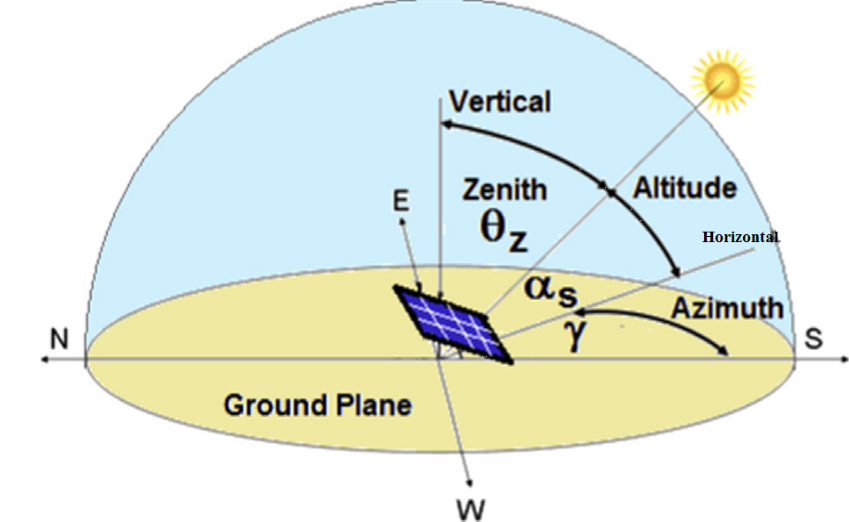 Vertical
Zenith
θz
Altitude
E
Horizontal
αs
Azimuth
γ
N
S
Ground Plane
W